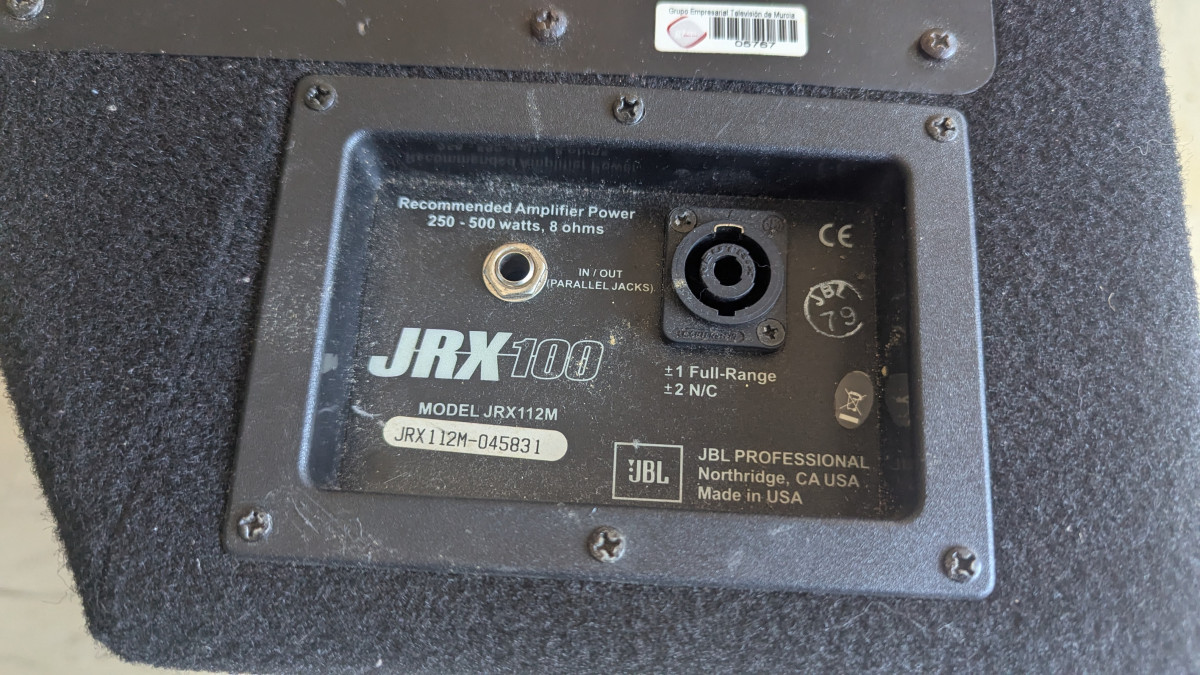 Grupo Empresarial Televisión de Murcia
05767
Recommended Amplifier Power
250 - 500 watts, 8 ohms
IN / OUT
(PARALLEL JACKS)
CE
JBZ
79
JRX100
±1 Full-Range
±2 N/C
MODEL JRX112M
JRX112M-045831
JBL
JBL PROFESSIONAL
Northridge, CA USA
Made in USA